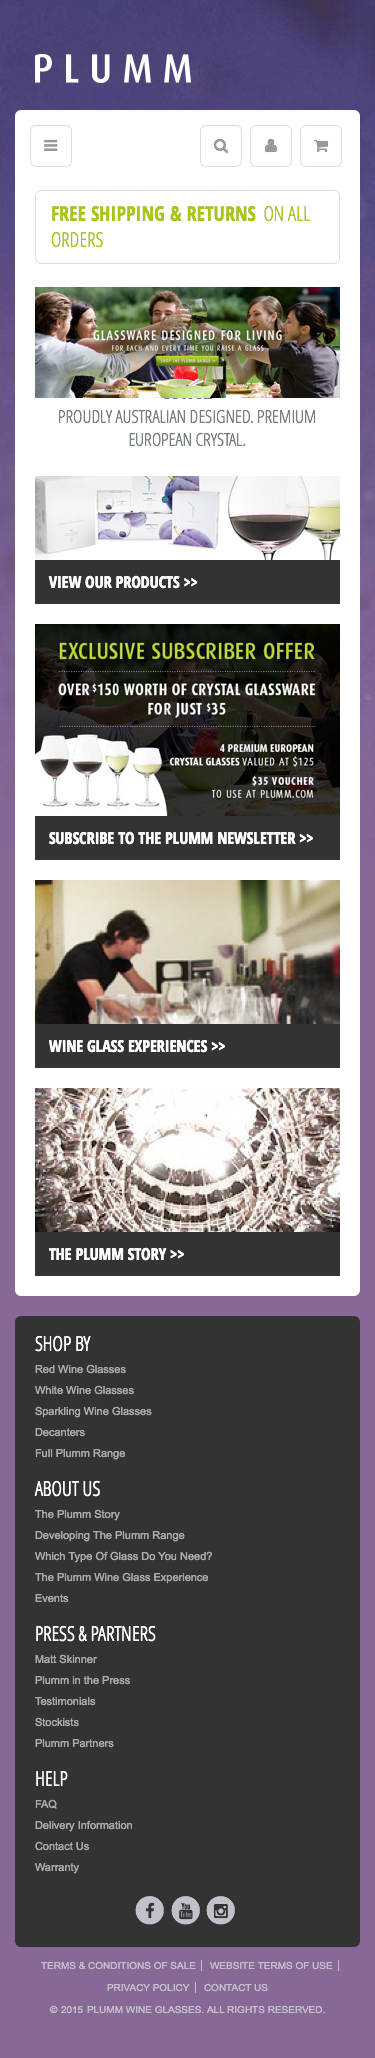 PLUMM
FREE SHIPPING & RETURNS ON ALL
ORDERS
GLASSWARE DESIGNED FOR LIVING
FOR EACH AND EVERY TIME YOU RAISE A GLASS
SHOP THE PLUMM RANGE >
PROUDLY AUSTRALIAN DESIGNED. PREMIUM
EUROPEAN CRYSTAL.
VIEW OUR PRODUCTS >>
EXCLUSIVE SUBSCRIBER OFFER
OVER $150 WORTH OF CRYSTAL GLASSWARE
FOR JUST $35
4 PREMIUM EUROPEAN
CRYSTAL GLASSES VALUED AT $125
$35 VOUCHER
TO USE AT PLUMM.COM
SUBSCRIBE TO THE PLUMM NEWSLETTER >>
WINE GLASS EXPERIENCES >>
THE PLUMM STORY >>
SHOP BY
Red Wine Glasses
White Wine Glasses
Sparkling Wine Glasses
Decanters
Full Plumm Range
ABOUT US
The Plumm Story
Developing The Plumm Range
Which Type Of Glass Do You Need?
The Plumm Wine Glass Experience
Events
PRESS & PARTNERS
Matt Skinner
Plumm in the Press
Testimonials
Stockists
Plumm Partners
HELP
FAQ
Delivery Information
Contact Us
Warranty
You
Tube
TERMS & CONDITIONS OF SALE | WEBSITE TERMS OF USE |
PRIVACY POLICY | CONTACT US
© 2015 PLUMM WINE GLASSES. ALL RIGHTS RESERVED.